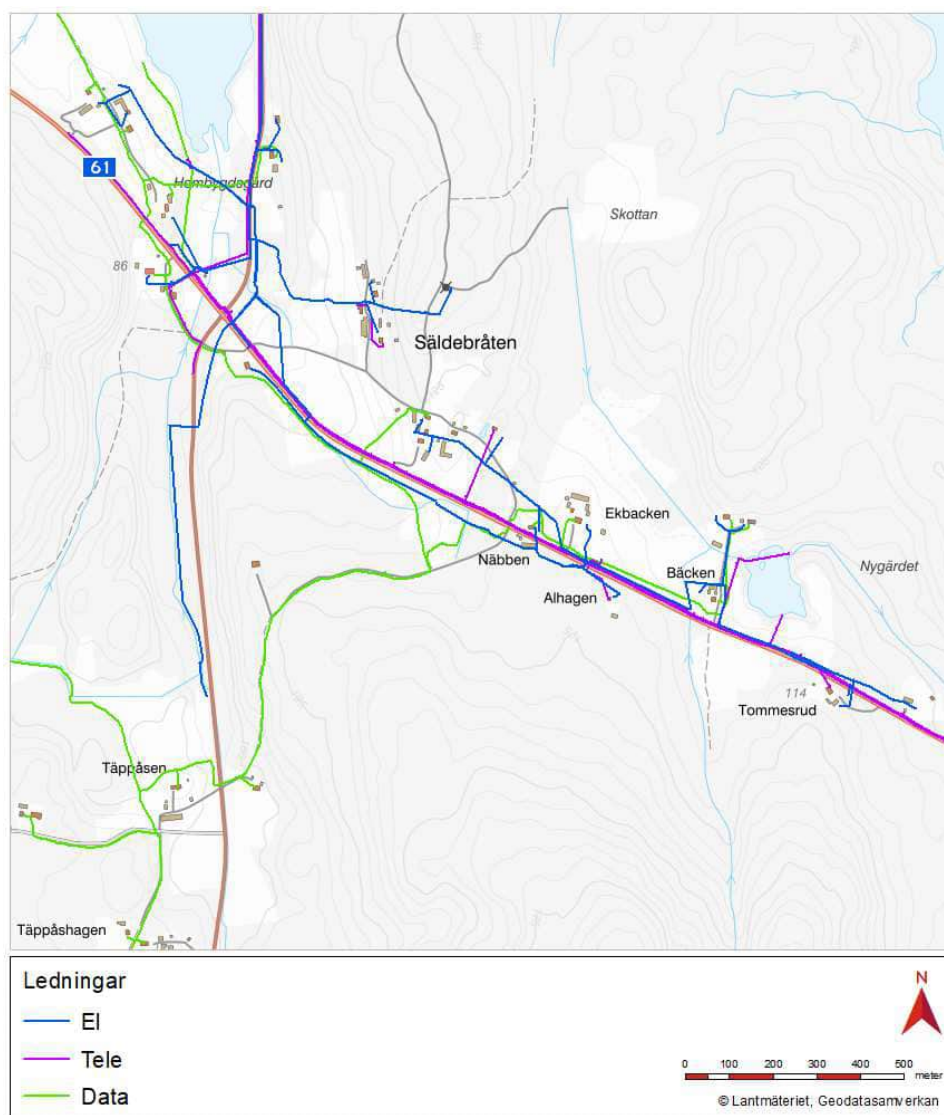 61
Hembygdsgård
Skottan
86
Säldebråten
Ekbacken
Näbben
Bäcken
Nygärdet
Alhagen
114
Tommesrud
Täppåsen
Täppåshagen
Ledningar
El
Tele
Data
N
0 100 200 300 400 500
meter
© Lantmäteriet, Geodatasamverkan